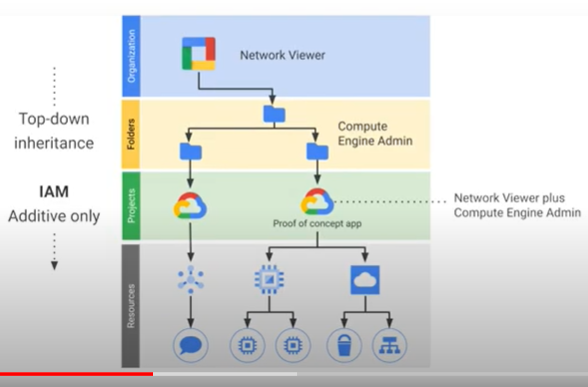 Organization
Network Viewer
Top-down
inheritance
Folders
Compute
Engine Admin
IAM
Additive only
Projects
Proof of concept app
Network Viewer plus
Compute Engine Admin
Resources